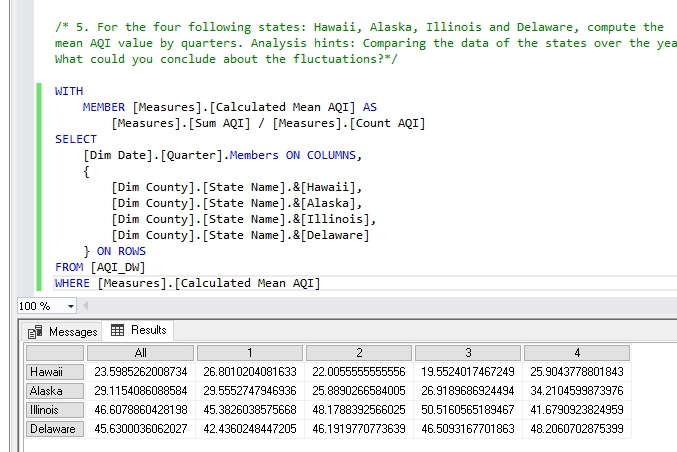 /* 5. For the four following states: Hawaii, Alaska, Illinois and Delaware, compute the
mean AQI value by quarters. Analysis hints: Comparing the data of the states over the yea
What could you conclude about the fluctuations?*/
WITH
MEMBER [Measures].[Calculated Mean AQI] AS
[Measures].[Sum AQI] / [Measures].[Count AQI]
SELECT
[Dim Date].[Quarter].Members ON COLUMNS,
{
[Dim County].[State Name].&[Hawaii],
[Dim County].[State Name].&[Alaska],
[Dim County].[State Name].&[Illinois],
[Dim County].[State Name].&[Delaware]
} ON ROWS
FROM [AQI_DW]
WHERE [Measures].[Calculated Mean AQI]
100 %
Messages Results
All 1 2 3 4
Hawaii 23.5985262008734 26.8010204081633 22.0055555555556 19.5524017467249 25.9043778801843
Alaska 29.1154086088584 29.5552747946936 25.8890266584005 26.9189686924494 34.2104599873976
Illinois 46.6078860428198 45.3826038575668 48.1788392566025 50.5160565189467 41.6790923824959
Delaware 45.6300036062027 42.4360248447205 46.1919770773639 46.5093167701863 48.2060702875399